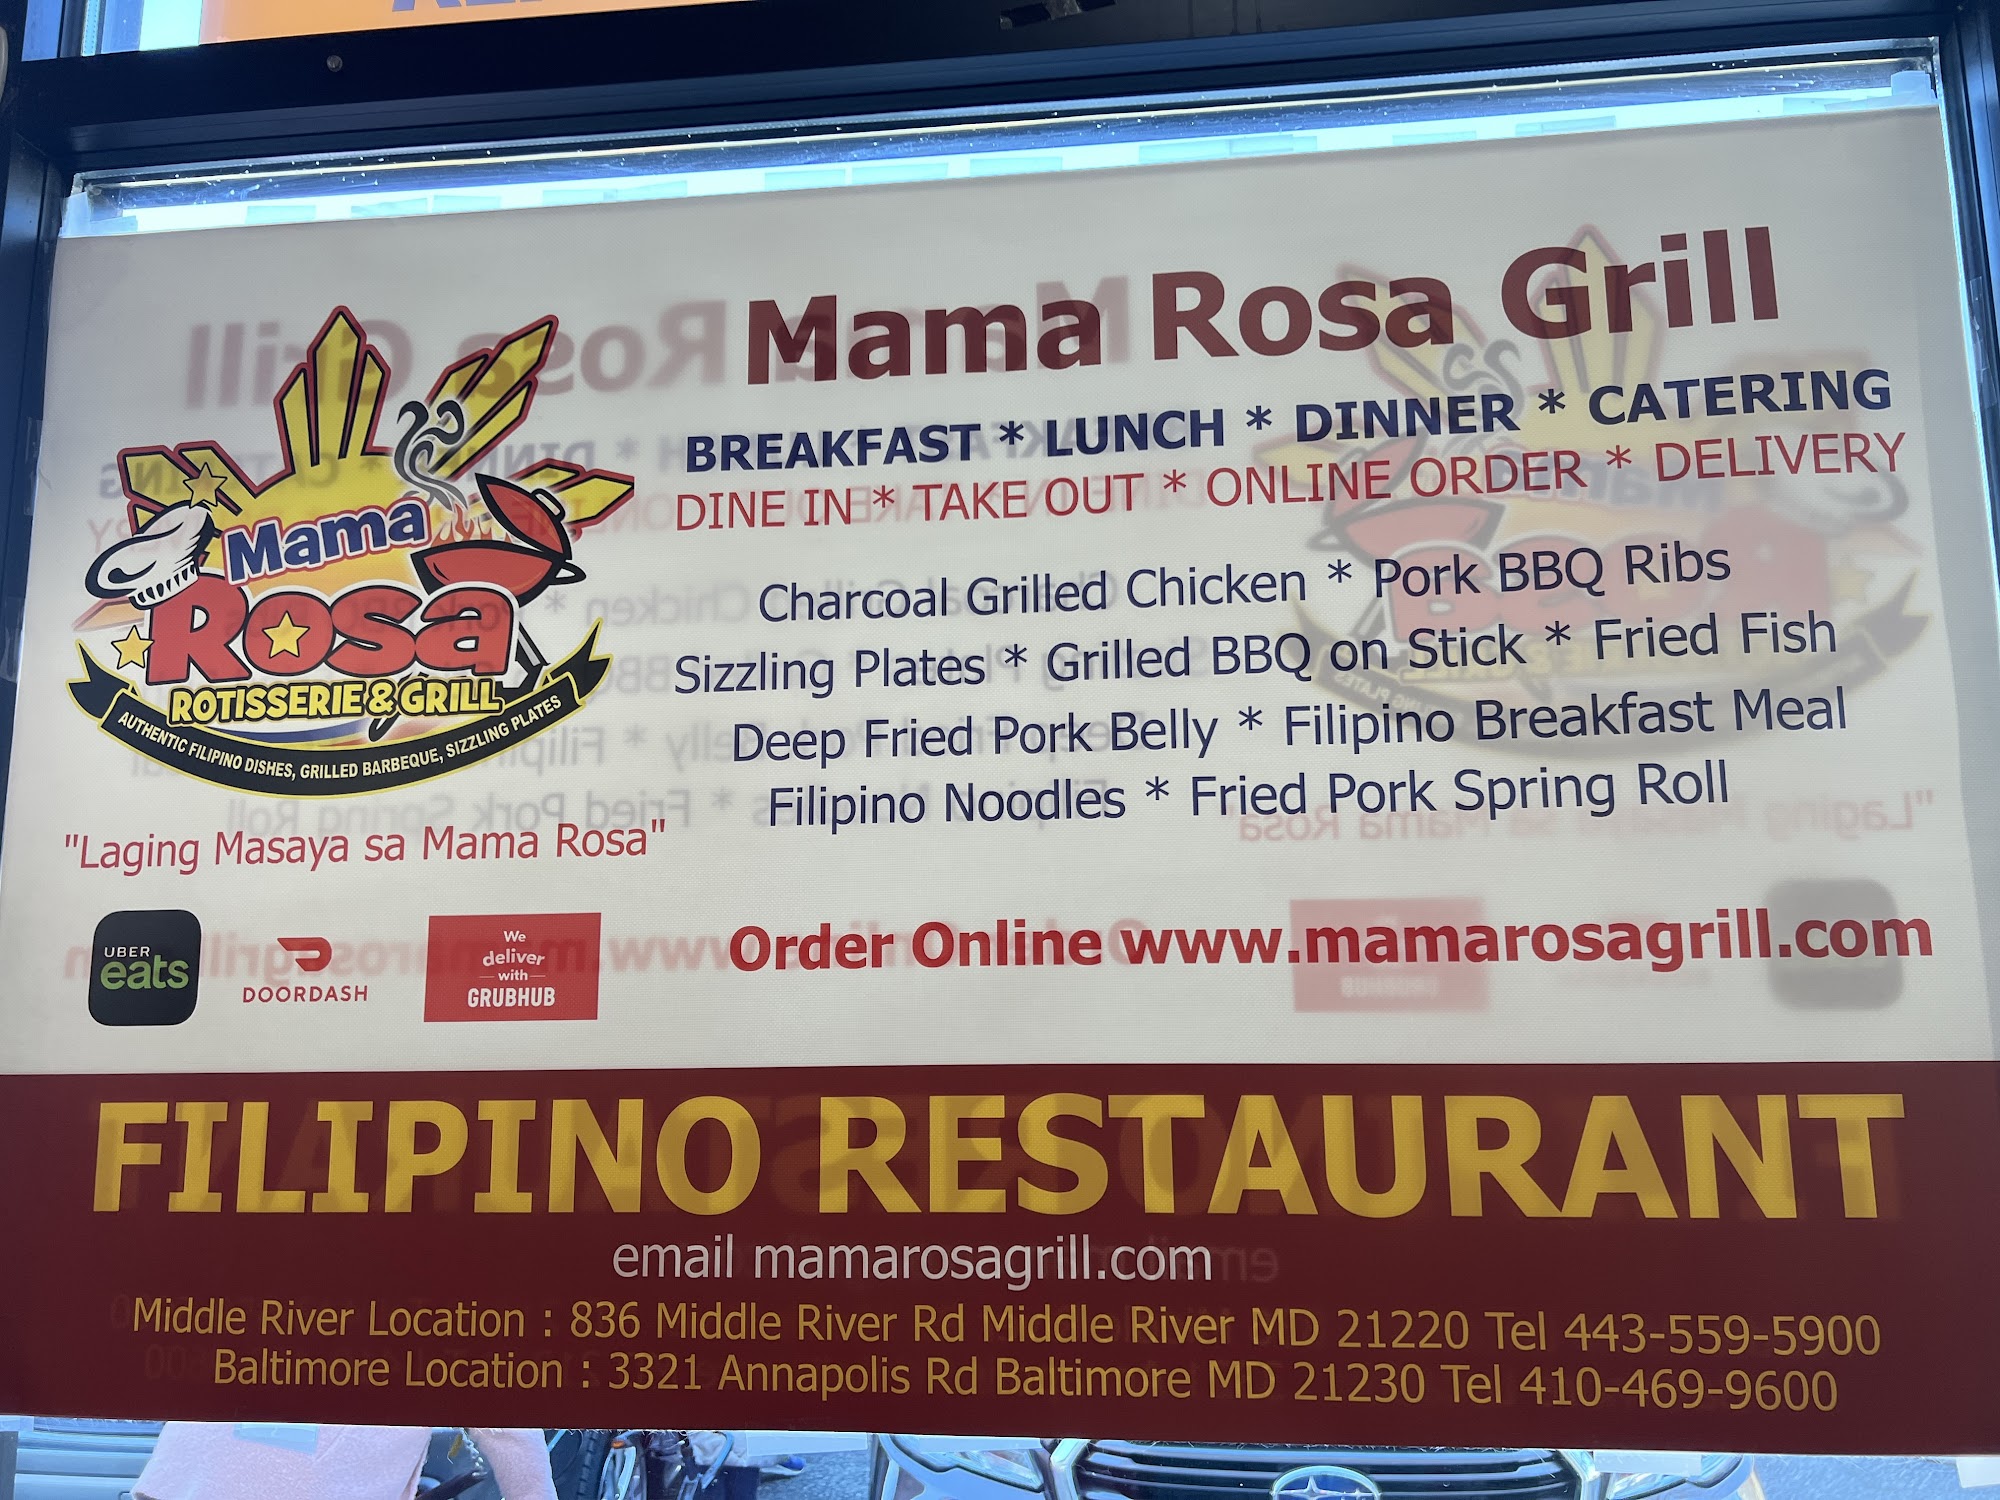 Mama Rosa Grill
BREAKFAST * LUNCH * DINNER * CATERING
DINE IN * TAKE OUT * ONLINE ORDER * DELIVERY
Charcoal Grilled Chicken * Pork BBQ Ribs
Sizzling Plates * Grilled BBQ on Stick * Fried Fish
Deep Fried Pork Belly * Filipino Breakfast Meal
Filipino Noodles * Fried Pork Spring Roll
Mama
Rosa
ROTISSERIE & GRILL
AUTHENTIC FILIPINO DISHES, GRILLED BARBEQUE, SIZZLING PLATES
"Laging Masaya sa Mama Rosa"
UBER
eats
DOORDASH
We
deliver
with
GRUBHUB
Order Online www.mamarosagrill.com
FILIPINO RESTAURANT
email mamarosagrill.com
Middle River Location : 836 Middle River Rd Middle River MD 21220 Tel 443-559-5900
Baltimore Location : 3321 Annapolis Rd Baltimore MD 21230 Tel 410-469-9600